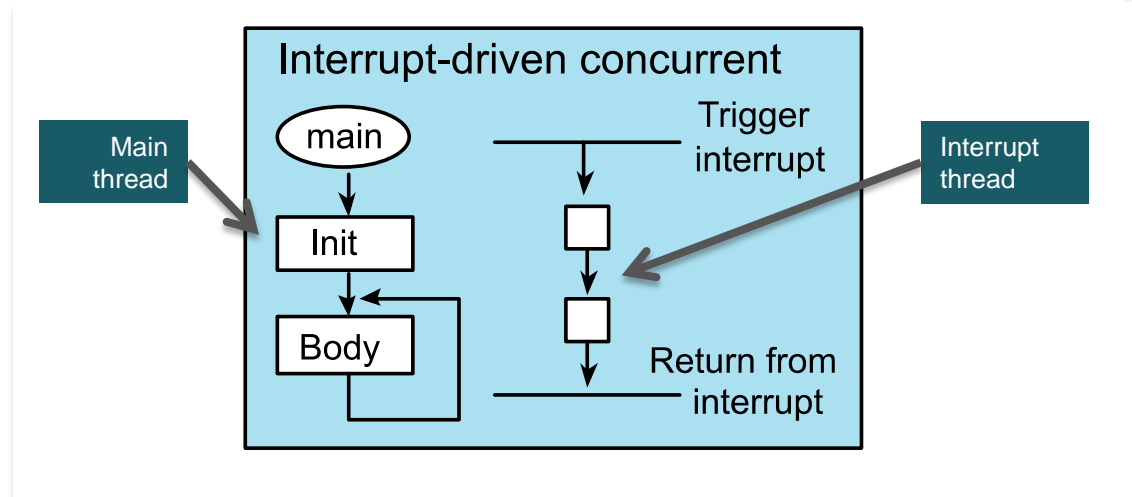 Interrupt-driven concurrent
Main
thread
main
Init
Body
Trigger
interrupt
Return from
interrupt
Interrupt
thread